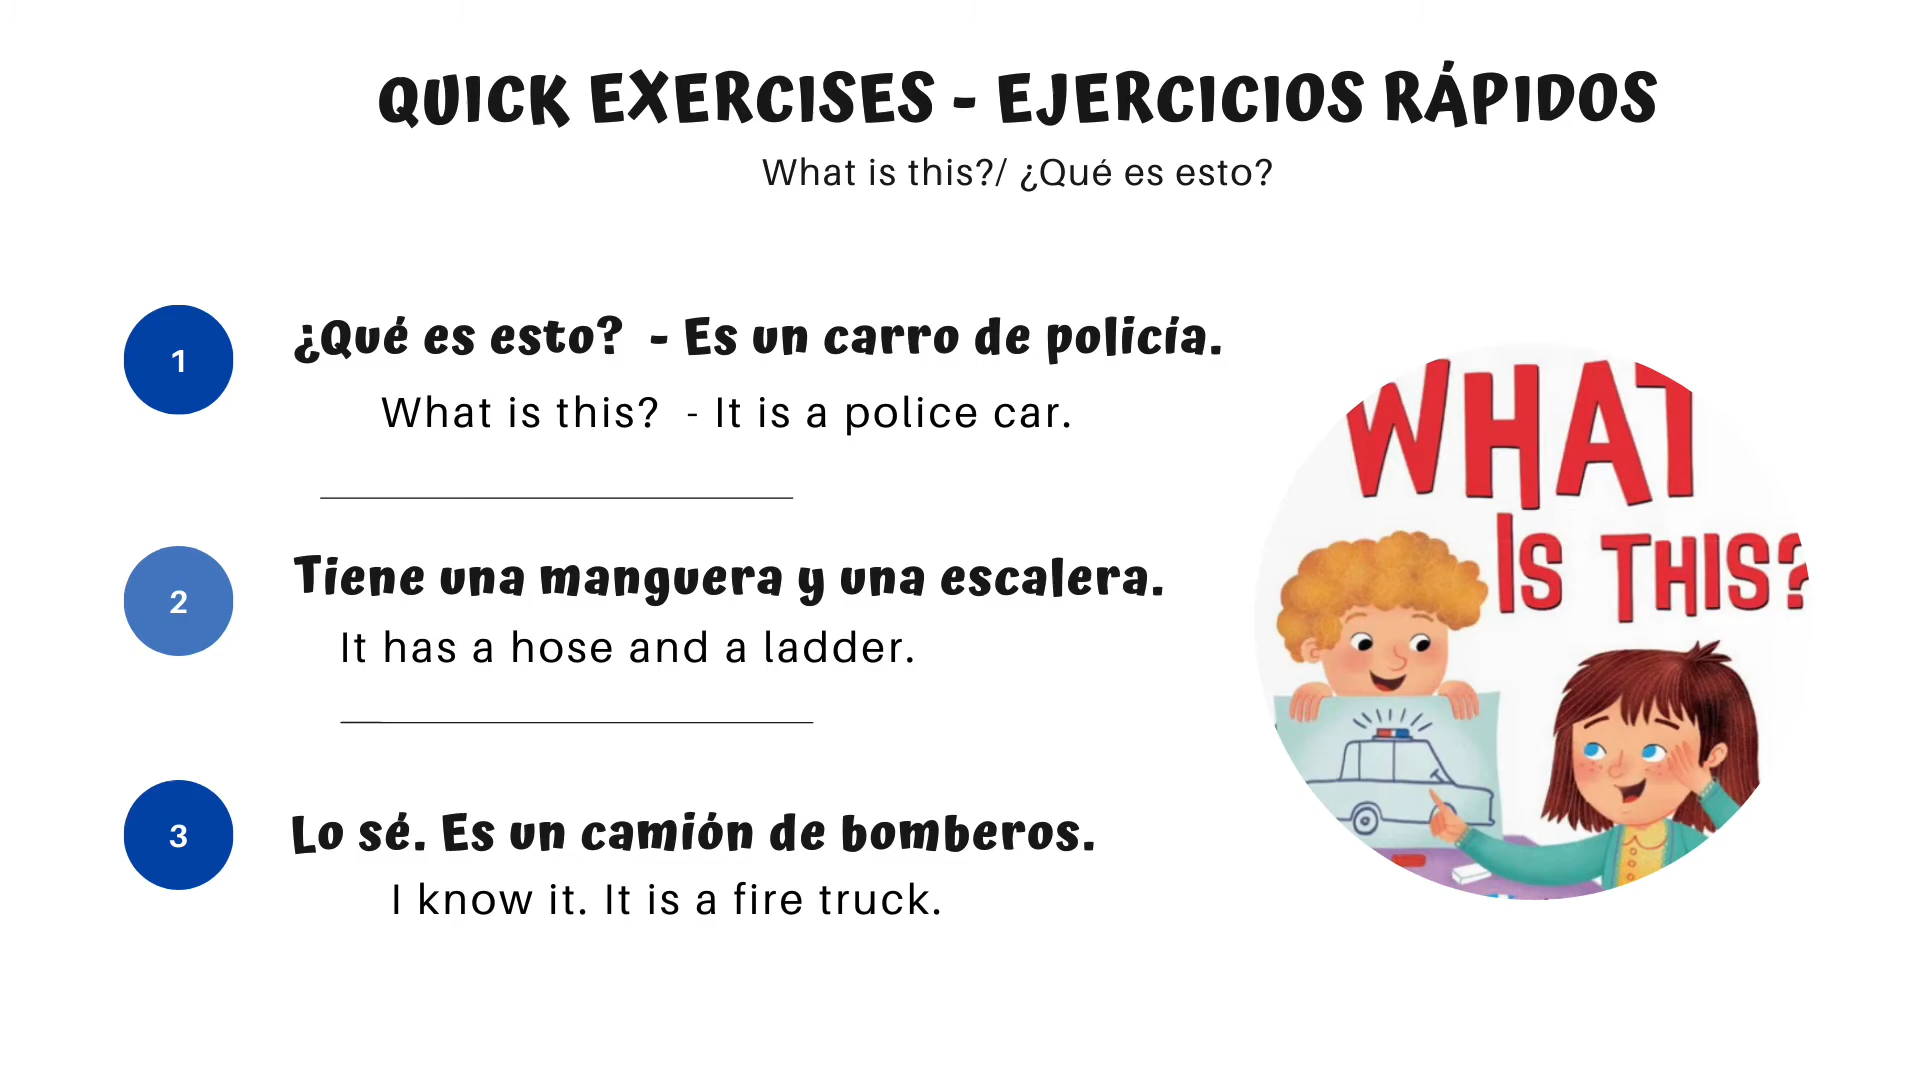 QUICK EXERCISES - EJERCICIOS RÁPIDOS
What is this?/ ¿Qué es esto?
1
¿Qué es esto?  - Es un carro de policía.
What is this?  - It is a police car.
2
Tiene una manguera y una escalera.
It has a hose and a ladder.
3
Lo sé. Es un camión de bomberos.
I know it. It is a fire truck.
WHAT
IS THIS?